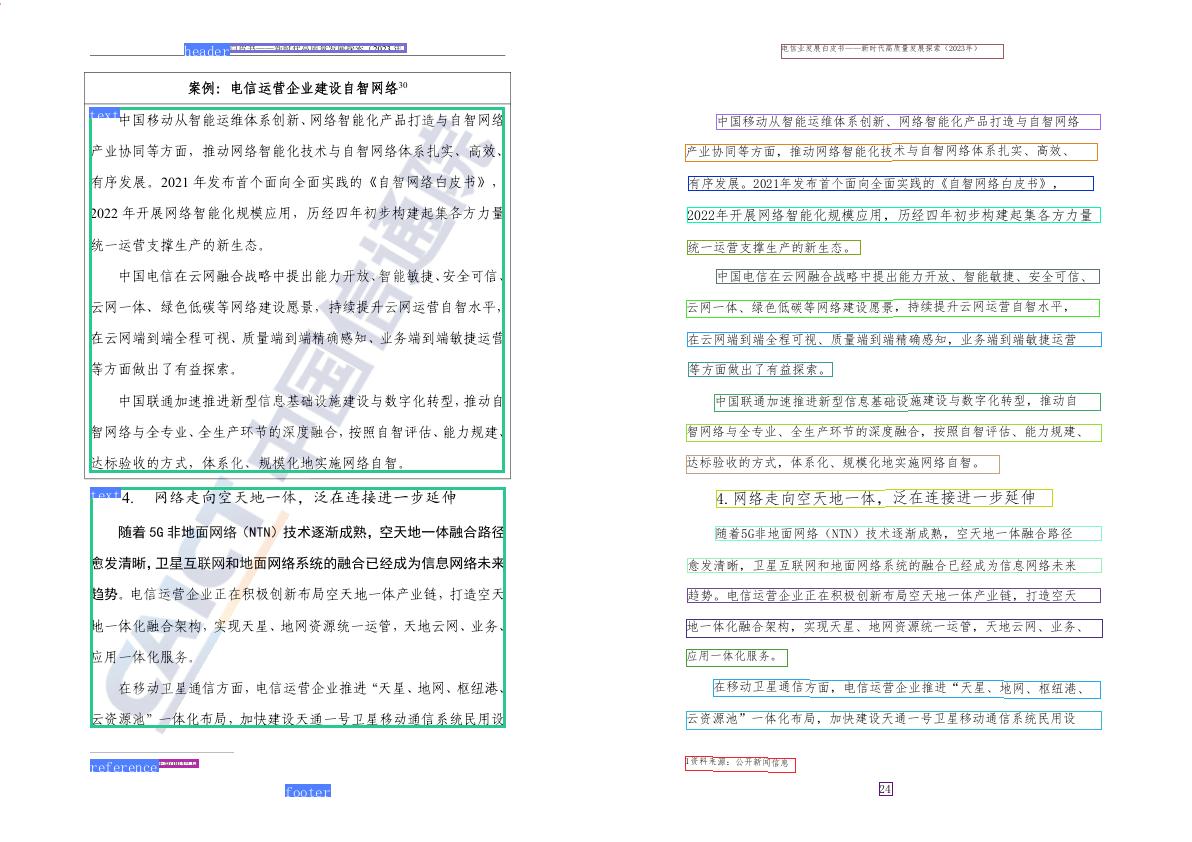 header
案例：电信运营企业建设自智网络30
text
中国移动从智能运维体系创新、网络智能化产品打造与自智网络
产业协同等方面，推动网络智能化技术与自智网络体系扎实、高效、
有序发展。2021 年发布首个面向全面实践的《自智网络白皮书》，
2022 年开展网络智能化规模应用，历经四年初步构建起集各方力量
统一运营支撑生产的新生态。
中国电信在云网融合战略中提出能力开放、智能敏捷、安全可信、
云网一体、绿色低碳等网络建设愿景，持续提升云网运营自智水平，
在云网端到端全程可视、质量端到端精确感知、业务端到端敏捷运营
等方面做出了有益探索。
中国联通加速推进新型信息基础设施建设与数字化转型，推动自
智网络与全专业、全生产环节的深度融合，按照自智评估、能力规建、
达标验收的方式，体系化、规模化地实施网络自智。
text
4. 网络走向空天地一体，泛在连接进一步延伸
随着 5G 非地面网络（NTN）技术逐渐成熟，空天地一体融合路径
愈发清晰，卫星互联网和地面网络系统的融合已经成为信息网络未来
趋势。电信运营企业正在积极创新布局空天地一体产业链，打造空天
地一体化融合架构，实现天星、地网资源统一运管，天地云网、业务、
应用一体化服务。
在移动卫星通信方面，电信运营企业推进“天星、地网、枢纽港、
云资源池”一体化布局，加快建设天通一号卫星移动通信系统民用设
reference
footer
CAICT 中国信通院
电信业发展白皮书——新时代高质量发展探索（2023年）
中国移动从智能运维体系创新、网络智能化产品打造与自智网络
产业协同等方面，推动网络智能化技术与自智网络体系扎实、高效、
有序发展。2021年发布首个面向全面实践的《自智网络白皮书》，
2022年开展网络智能化规模应用，历经四年初步构建起集各方力量
统一运营支撑生产的新生态。
中国电信在云网融合战略中提出能力开放、智能敏捷、安全可信、
云网一体、绿色低碳等网络建设愿景，持续提升云网运营自智水平，
在云网端到端全程可视、质量端到端精确感知，业务端到端敏捷运营
等方面做出了有益探索。
中国联通加速推进新型信息基础设施建设与数字化转型，推动自
智网络与全专业、全生产环节的深度融合，按照自智评估、能力规建、
达标验收的方式，体系化、规模化地实施网络自智。
4. 网络走向空天地一体，泛在连接进一步延伸
随着5G非地面网络（NTN）技术逐渐成熟，空天地一体融合路径
愈发清晰，卫星互联网和地面网络系统的融合已经成为信息网络未来
趋势。电信运营企业正在积极创新布局空天地一体产业链，打造空天
地一体化融合架构，实现天星、地网资源统一运管，天地云网、业务、
应用一体化服务。
在移动卫星通信方面，电信运营企业推进“天星、地网、枢纽港、
云资源池”一体化布局，加快建设天通一号卫星移动通信系统民用设
1资料来源：公开新闻信息
24